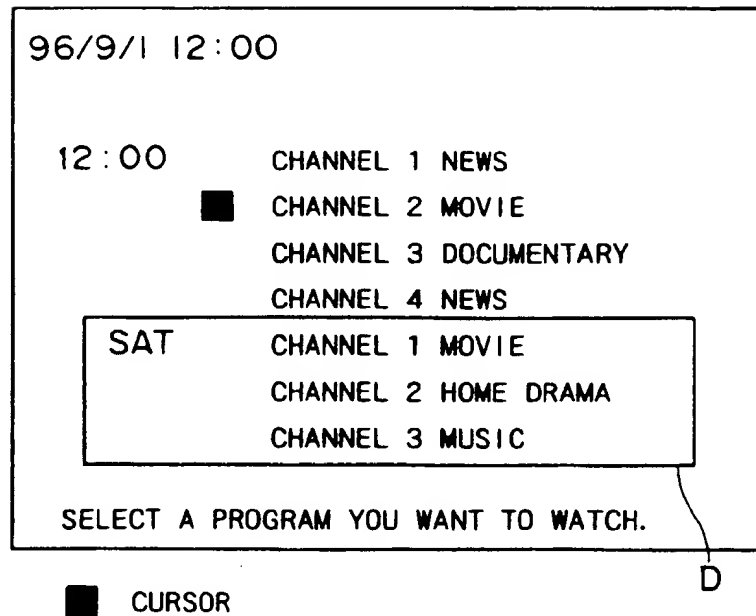 96/9/1 12:00
12:00 CHANNEL 1 NEWS
CHANNEL 2 MOVIE
CHANNEL 3 DOCUMENTARY
CHANNEL 4 NEWS
SAT CHANNEL 1 MOVIE
CHANNEL 2 HOME DRAMA
CHANNEL 3 MUSIC
SELECT A PROGRAM YOU WANT TO WATCH.
D
CURSOR